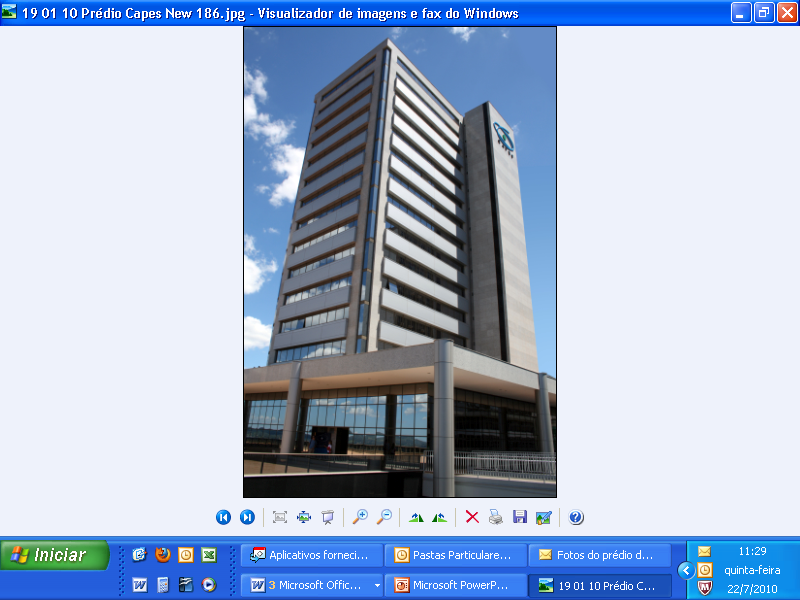 19 01 10 Prédio Capes New 186.jpg - Visualizador de imagens e fax do Windows
Iniciar
Aplicativos forneci...
Pastas Particulare...
Fotos do prédio d...
3 Microsoft Offic...
Microsoft PowerP...
19 01 10 Prédio C...
11:29
quinta-feira
22/7/2010